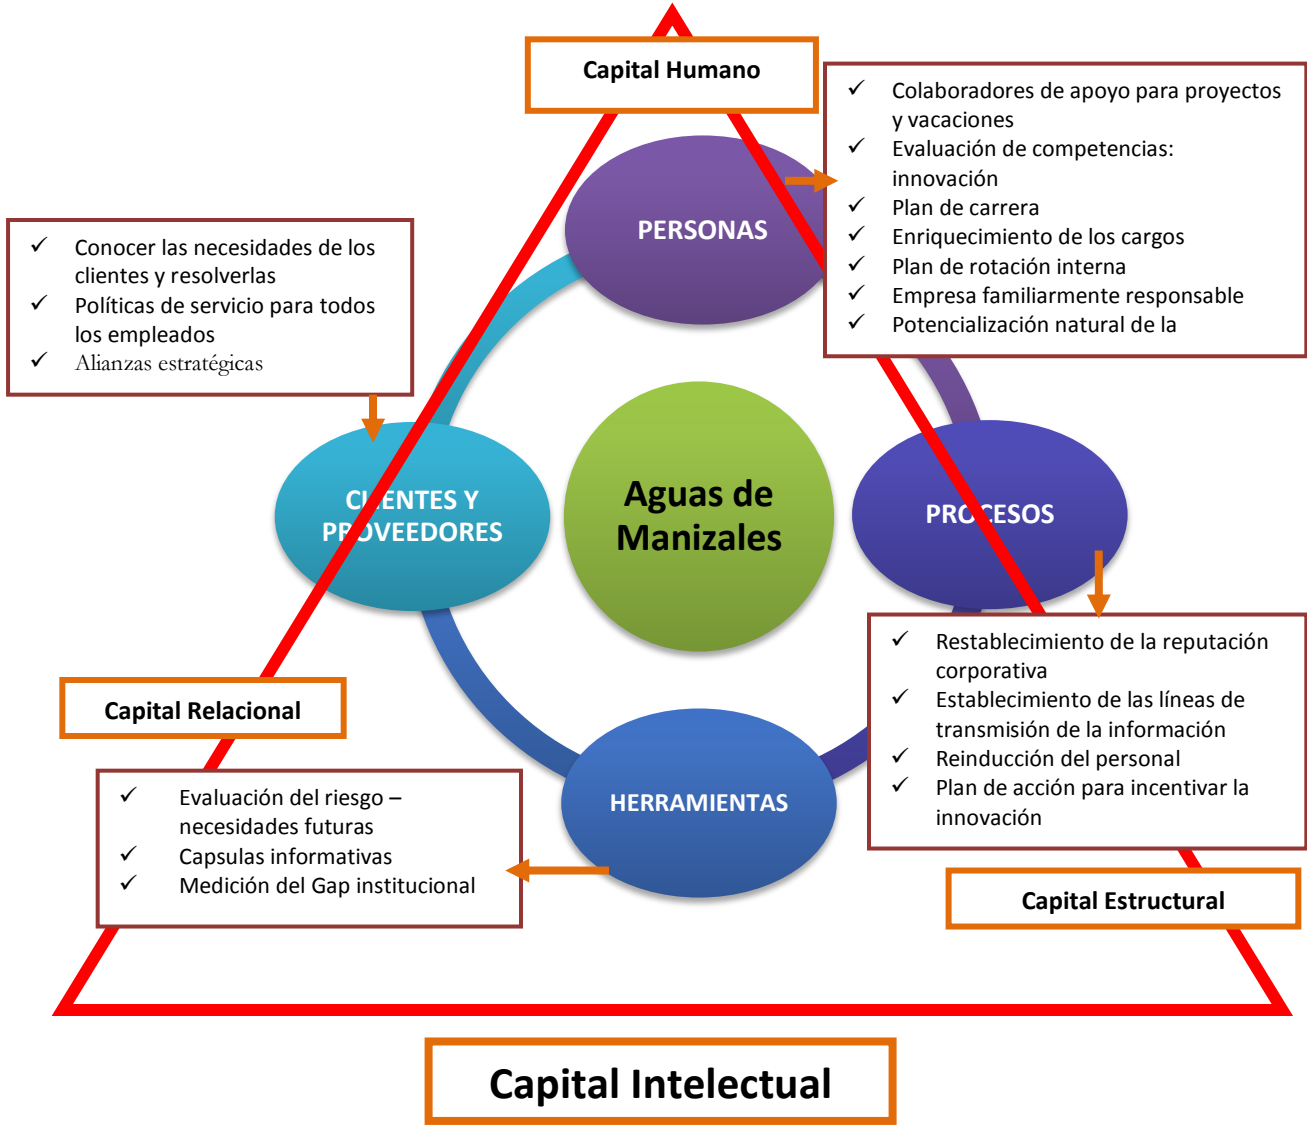 Capital Humano
Colaboradores de apoyo para proyectos
y vacaciones
Evaluación de competencias:
innovación
Plan de carrera
Enriquecimiento de los cargos
Plan de rotación interna
Empresa familiarmente responsable
Potencialización natural de la
PERSONAS
Conocer las necesidades de los
clientes y resolverlas
Políticas de servicio para todos
los empleados
Alianzas estratégicas
CLIENTES Y
PROVEEDORES
Aguas de
Manizales
PROCESOS
Restablecimiento de la reputación
corporativa
Establecimiento de las líneas de
transmisión de la información
Reinducción del personal
Plan de acción para incentivar la
innovación
Capital Relacional
Evaluación del riesgo –
necesidades futuras
Capsulas informativas
Medición del Gap institucional
HERRAMIENTAS
Capital Estructural
Capital Intelectual